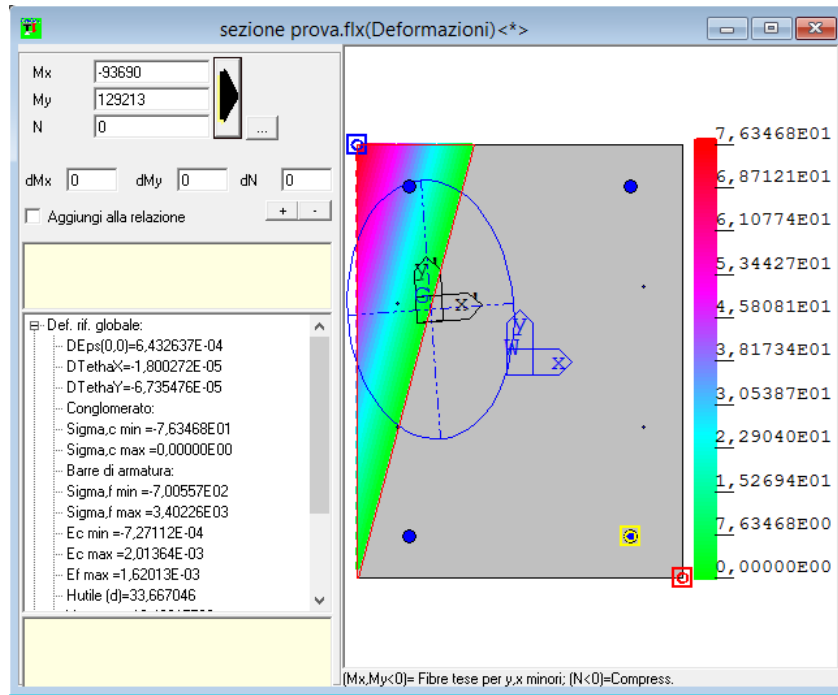 Ti
sezione prova.flx(Deformazioni)<*>
Mx -93690
My 129213
N 0
...
dMx 0 dMy 0 dN 0
Aggiungi alla relazione + -
Def. rif. globale:
DEps(0,0)=6,432637E-04
DTethaX=-1,800272E-05
DTethaY=-6,735476E-05
Conglomerato:
Sigma,c min =-7,63468E01
Sigma,c max =0,00000E00
Barre di armatura:
Sigma,f min =-7,00557E02
Sigma,f max =3,40226E03
Ec min =-7,27112E-04
Ec max =2,01364E-03
Ef max =1,62013E-03
Hutile (d)=33,667046
y'
G
x'
y
W
x
7,63468E01
6,87121E01
6,10774E01
5,34427E01
4,58081E01
3,81734E01
3,05387E01
2,29040E01
1,52694E01
7,63468E00
0,00000E00
(Mx,My<0)= Fibre tese per y,x minori; (N<0)=Compress.